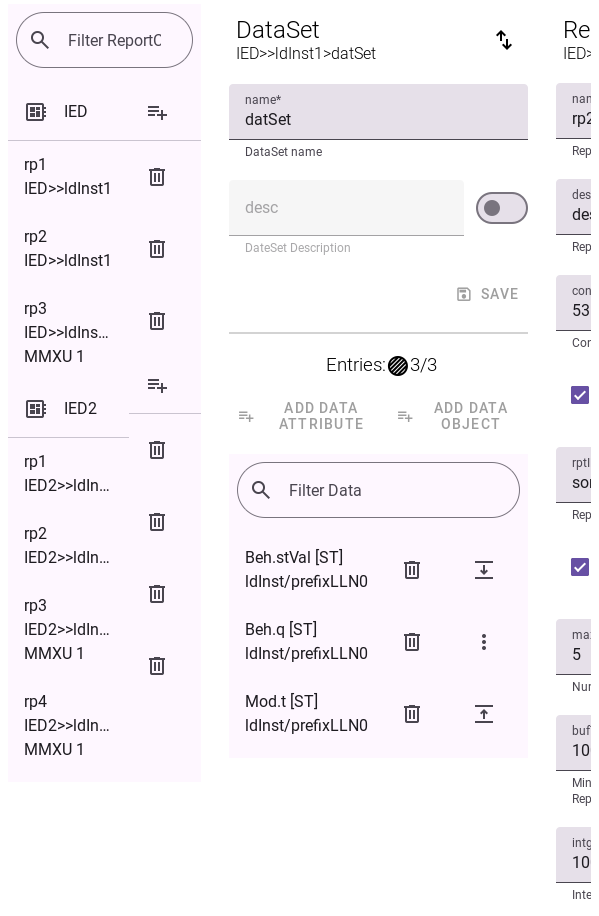 Filter ReportC
IED
rp1
IED>>ldInst1
rp2
IED>>ldInst1
rp3
IED>>ldIns…
MMXU 1
IED2
rp1
IED2>>ldIn…
rp2
IED2>>ldIn…
rp3
IED2>>ldIn…
MMXU 1
rp4
IED2>>ldIn…
MMXU 1
DataSet
IED>>ldInst1>datSet
name*
datSet
DataSet name
desc
DateSet Description
SAVE
Entries: 3/3
ADD DATA
ATTRIBUTE
ADD DATA
OBJECT
Filter Data
Beh.stVal [ST]
ldInst/prefixLLN0
Beh.q [ST]
ldInst/prefixLLN0
Mod.t [ST]
ldInst/prefixLLN0
Re
IED>
nan
rp2
Rep
des
des
Rep
con
53
Con
rptI
sor
Rep
ma
5
Nun
buf
10
Min
Rep
intg
10
Inte